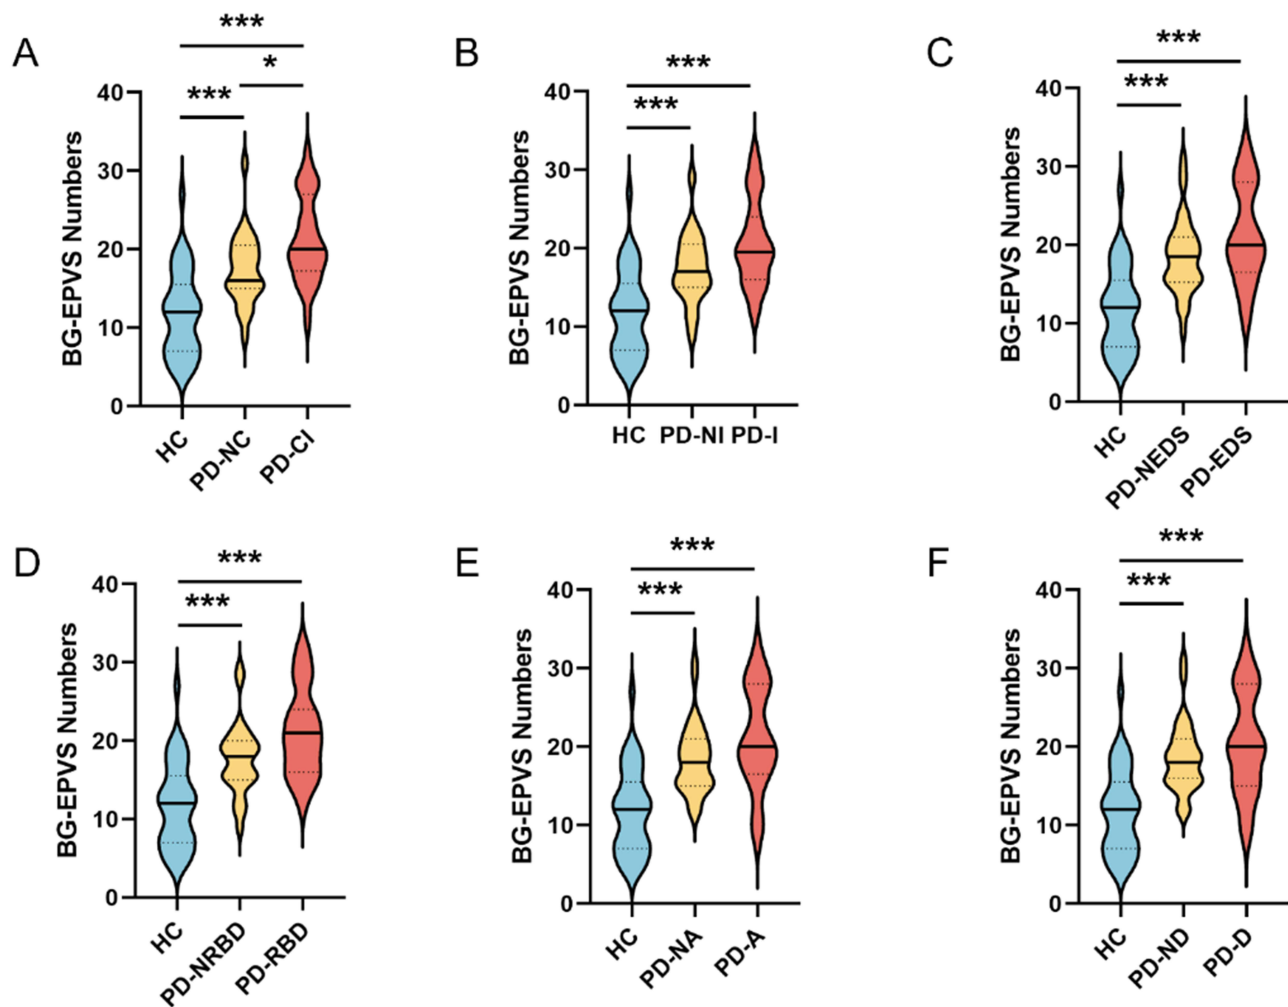 A
***
*
***
BG-EPVS Numbers
40
30
20
10
0
HC
PD-NC
PD-CI
B
***
***
BG-EPVS Numbers
40
30
20
10
0
HC PD-NI PD-I
C
***
***
BG-EPVS Numbers
40
30
20
10
0
HC
PD-NEDS
PD-EDS
D
***
***
BG-EPVS Numbers
40
30
20
10
0
HC
PD-NRBD
PD-RBD
E
***
***
BG-EPVS Numbers
40
30
20
10
0
HC
PD-NA
PD-A
F
***
***
BG-EPVS Numbers
40
30
20
10
0
HC
PD-ND
PD-D